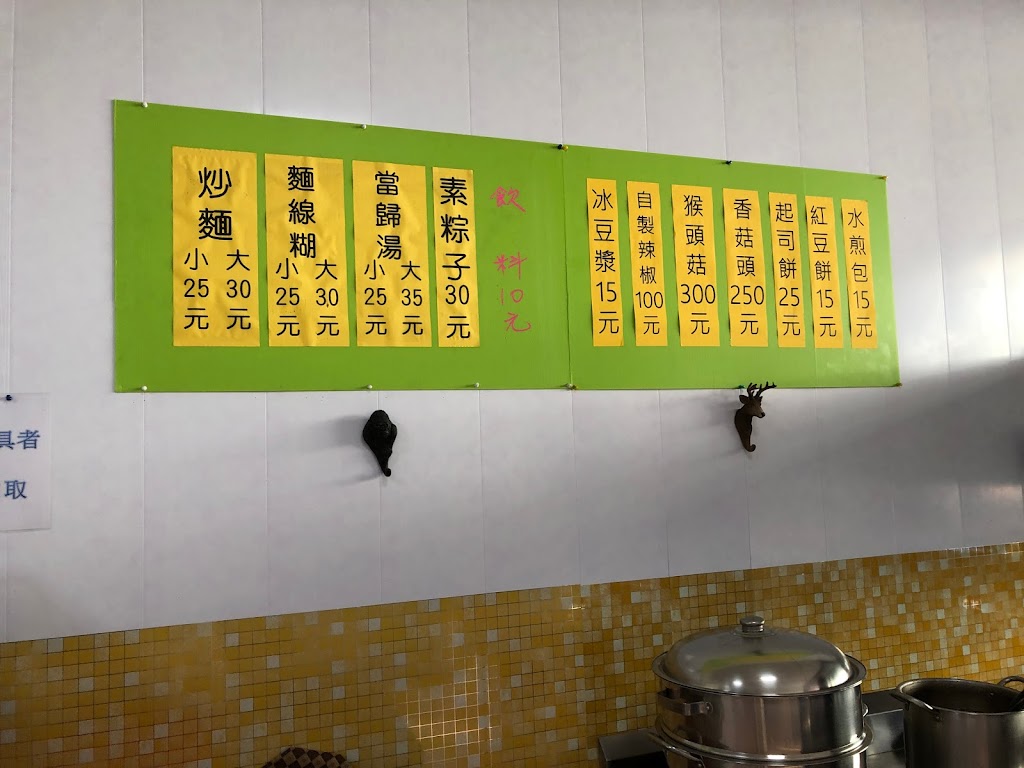 水煎包15元
紅豆餅15元
起司餅25元
香菇頭250元
猴頭菇300元
自製辣椒100元
冰豆漿15元
飲料10元
素粽子30元
當歸湯
大35元
小25元
麵線糊
大30元
小25元
炒麵
大30元
小25元
具者
取